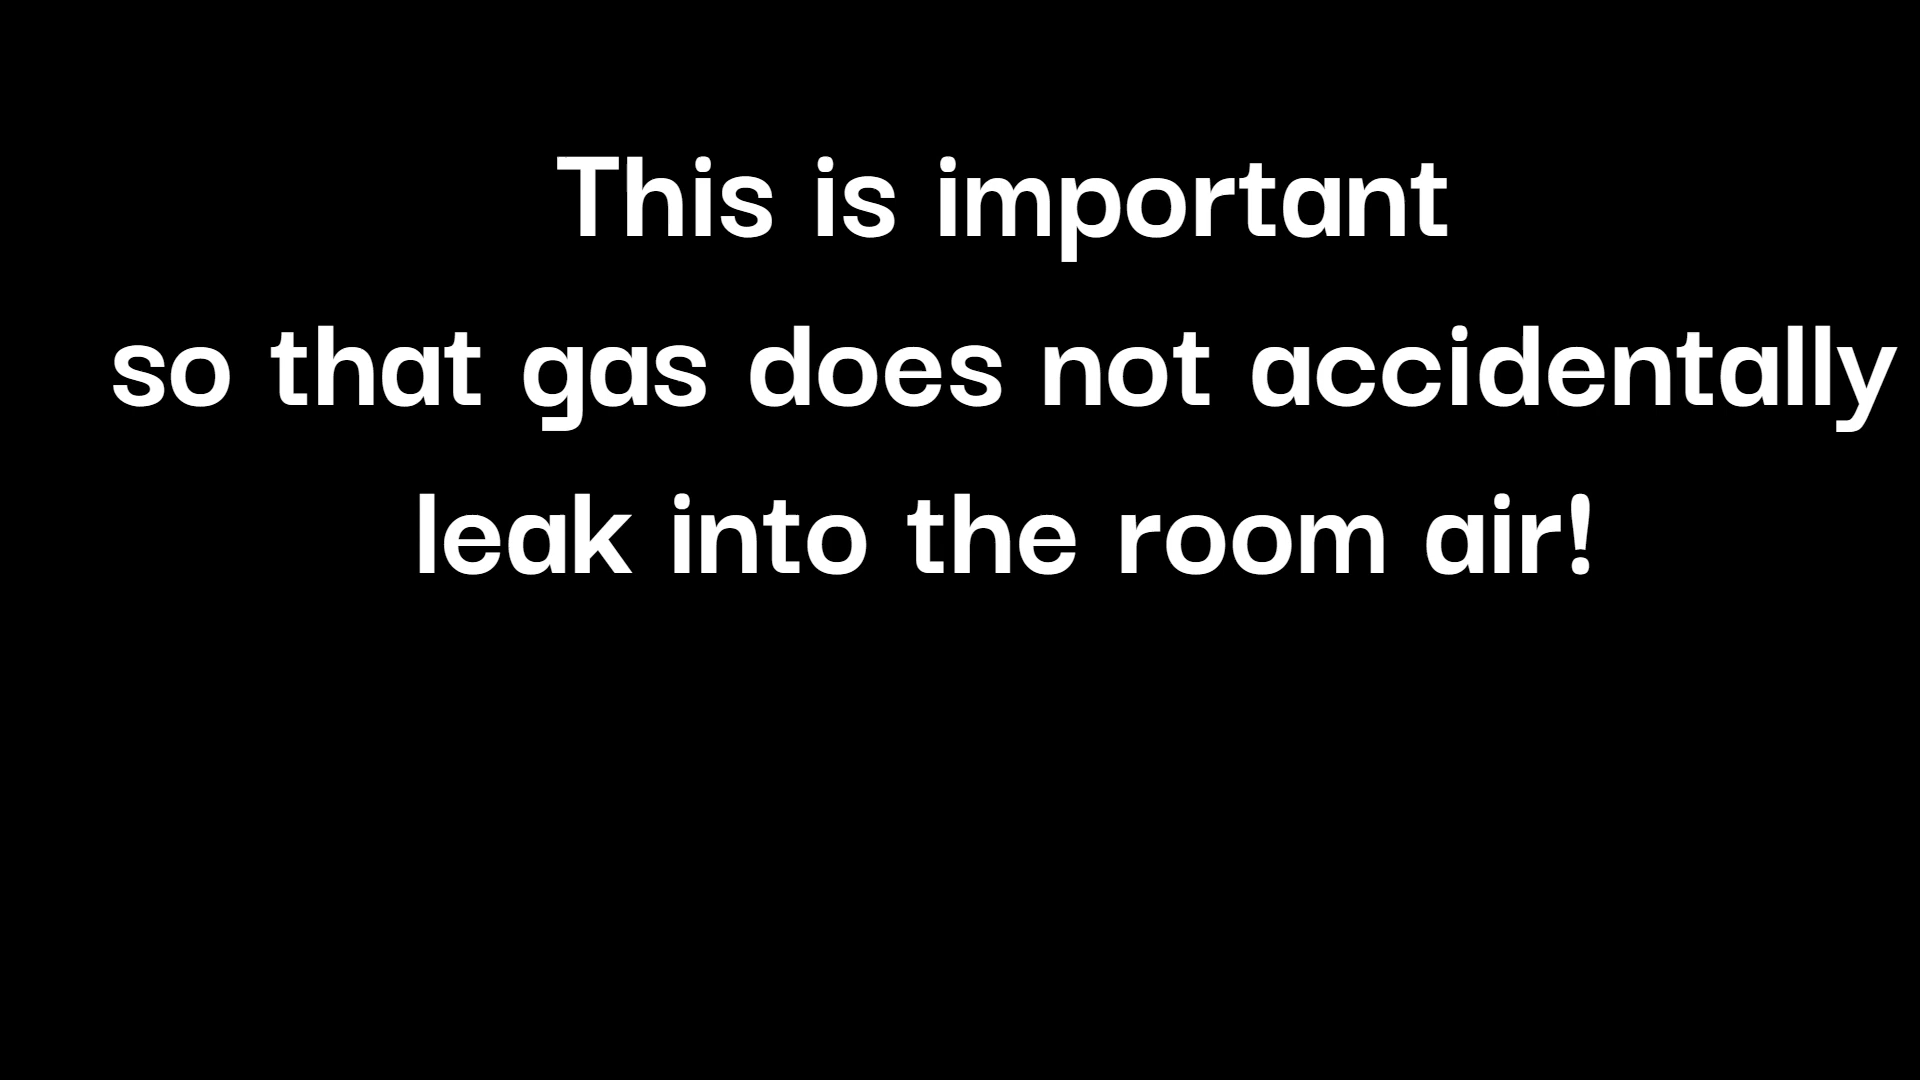 This is important
so that gas does not accidentally
leak into the room air!